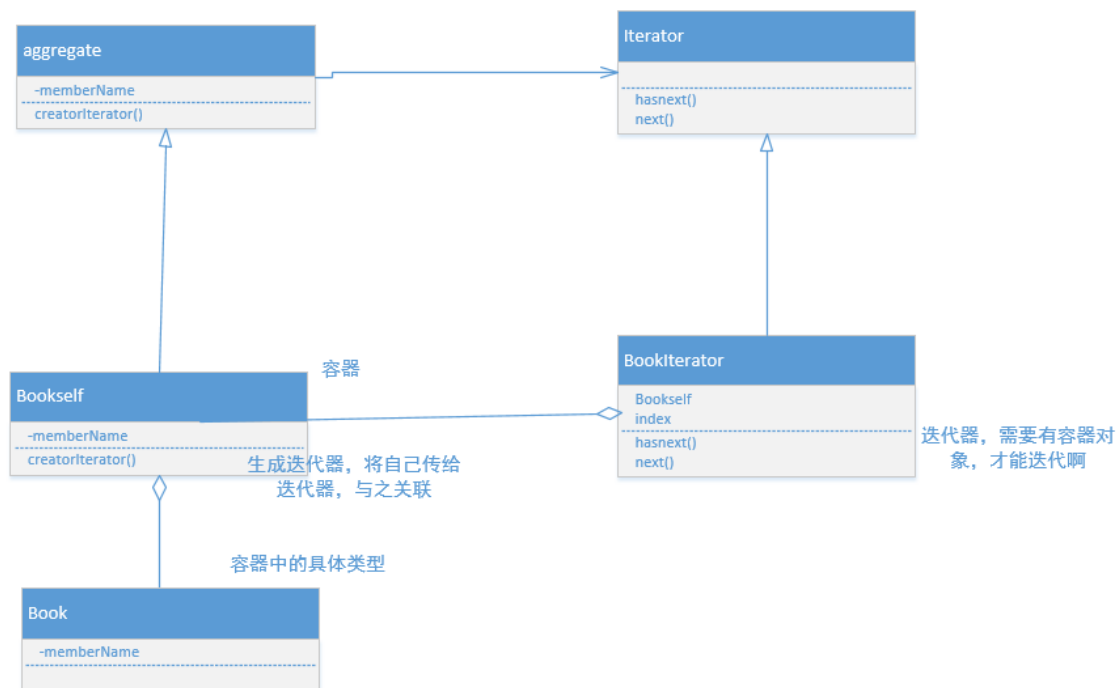 aggregate
-memberName
creatorIterator()
Iterator
hasnext()
next()
容器
Bookself
-memberName
creatorIterator()
生成迭代器，将自己传给
迭代器，与之关联
BookIterator
Bookself
index
hasnext()
next()
迭代器，需要有容器对
象，才能迭代啊
容器中的具体类型
Book
-memberName